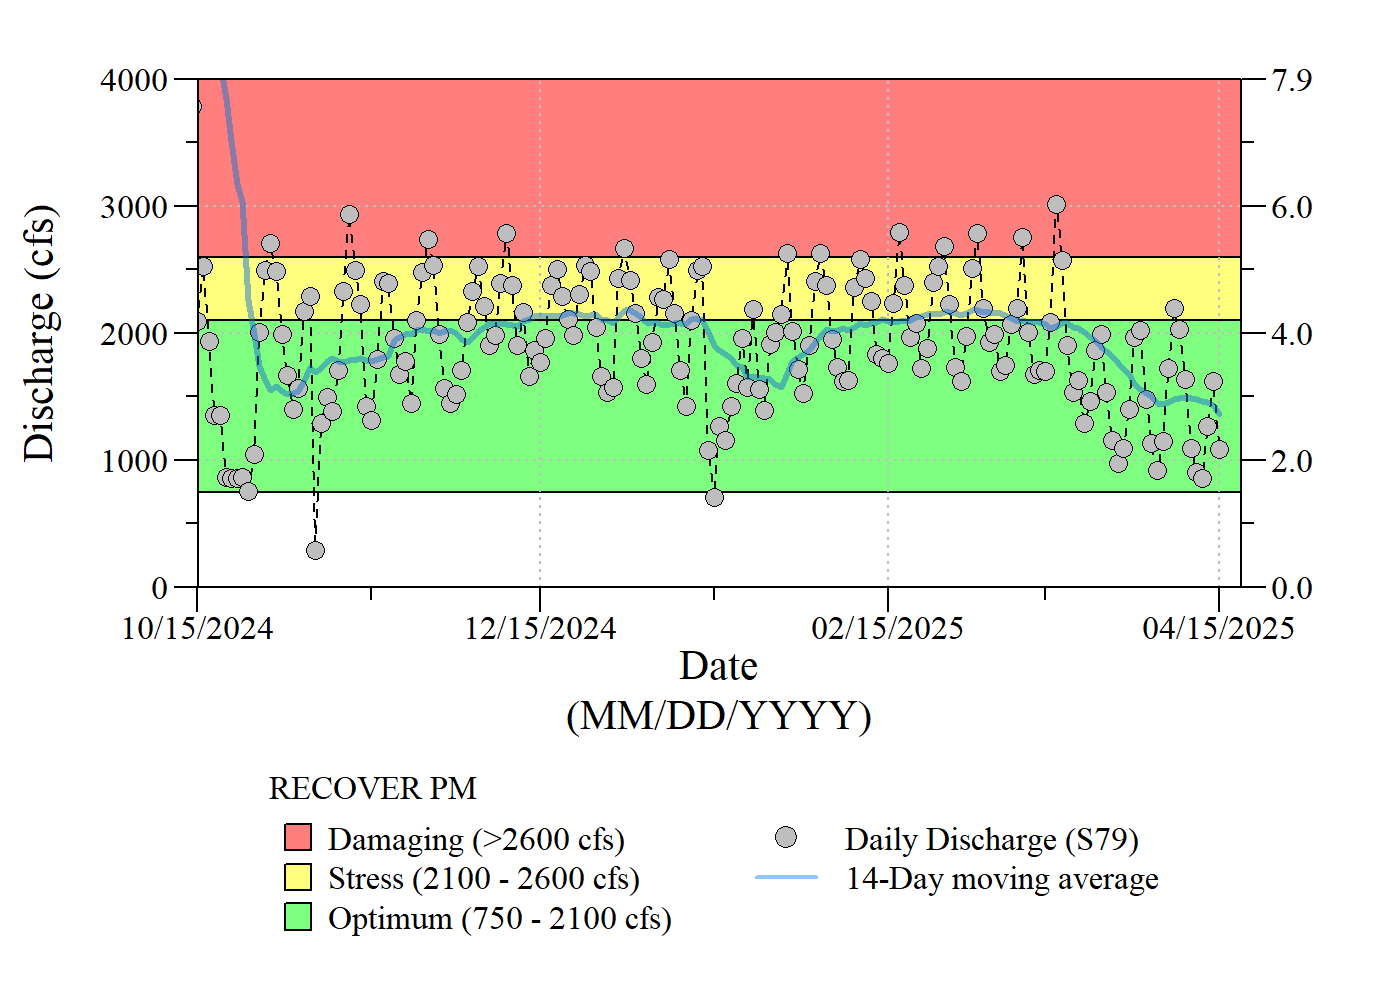 4000
3000
2000
1000
0
Discharge (cfs)
7.9
6.0
4.0
2.0
0.0
10/15/2024 12/15/2024 02/15/2025 04/15/2025
Date
(MM/DD/YYYY)
RECOVER PM
Damaging (>2600 cfs)
Stress (2100 - 2600 cfs)
Optimum (750 - 2100 cfs)
Daily Discharge (S79)
14-Day moving average